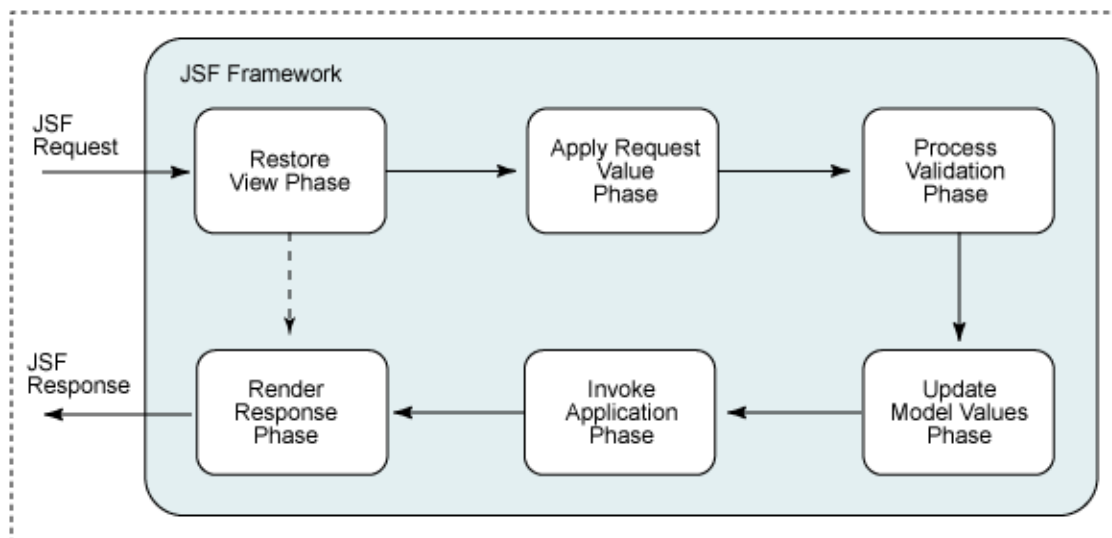 JSF Framework
JSF
Request
Restore
View Phase
Apply Request
Value
Phase
Process
Validation
Phase
JSF
Response
Render
Response
Phase
Invoke
Application
Phase
Update
Model Values
Phase